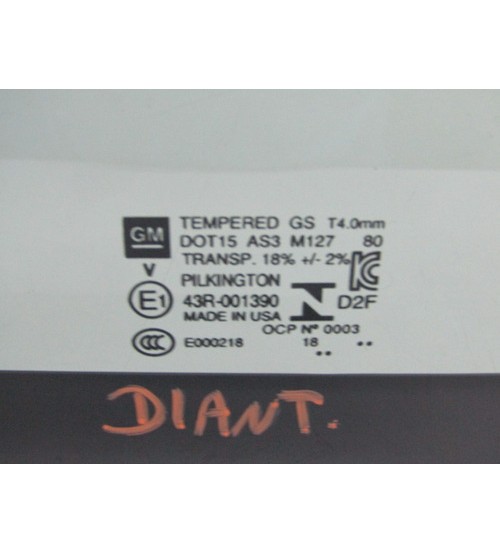 GM TEMPERED GS T4.0mm
DOT15 AS3 M127 80
TRANSP. 18% +/- 2%
V PILKINGTON
E1 43R-001390 N D2F
MADE IN USA
OCP Nº 0003
CCC E000218 18
DIANT.